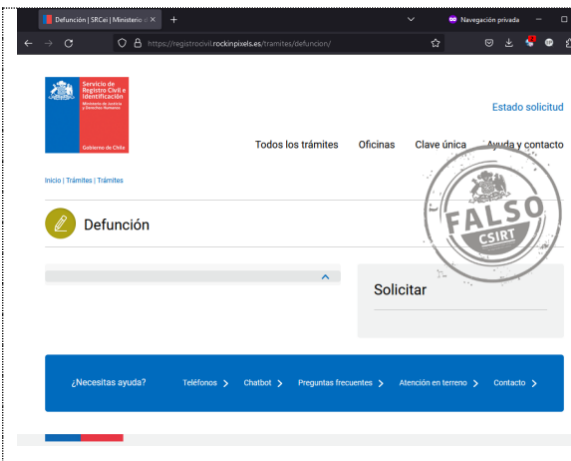 Defunción | SRCei | Ministerio
Navegación privada
https://registrocivil.rockinpixels.es/tramites/defuncion/
Servicio de
Registro Civil e
Identificación
Ministerio de Justicia
y Derechos Humanos
Gobierno de Chile
Estado solicitud
Todos los trámites Oficinas Clave única Ayuda y contacto
Inicio | Trámites | Trámites
FALSO
CSIRT
Defunción
Solicitar
¿Necesitas ayuda? Teléfonos Chatbot Preguntas frecuentes Atención en terreno Contacto